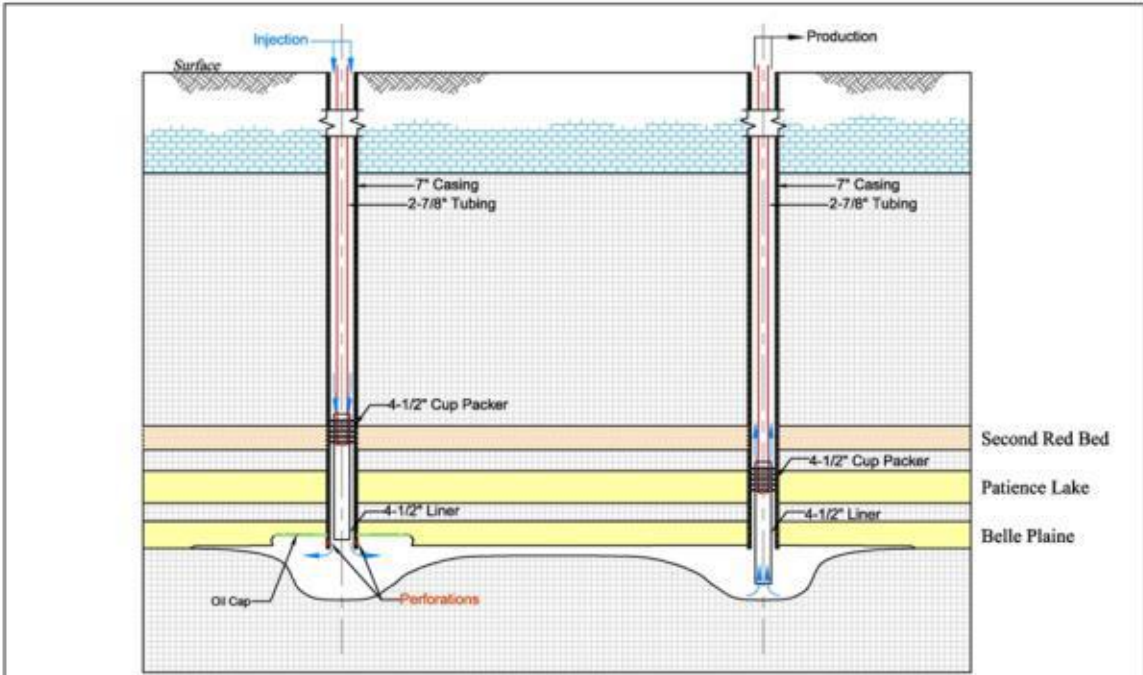 Injection
Production
Surface
7" Casing
2-7/8" Tubing
7" Casing
2-7/8" Tubing
4-1/2" Cup Packer
Second Red Bed
4-1/2" Cup Packer
Patience Lake
4-1/2" Liner
4-1/2" Liner
Belle Plaine
Oil Cap
Perforations